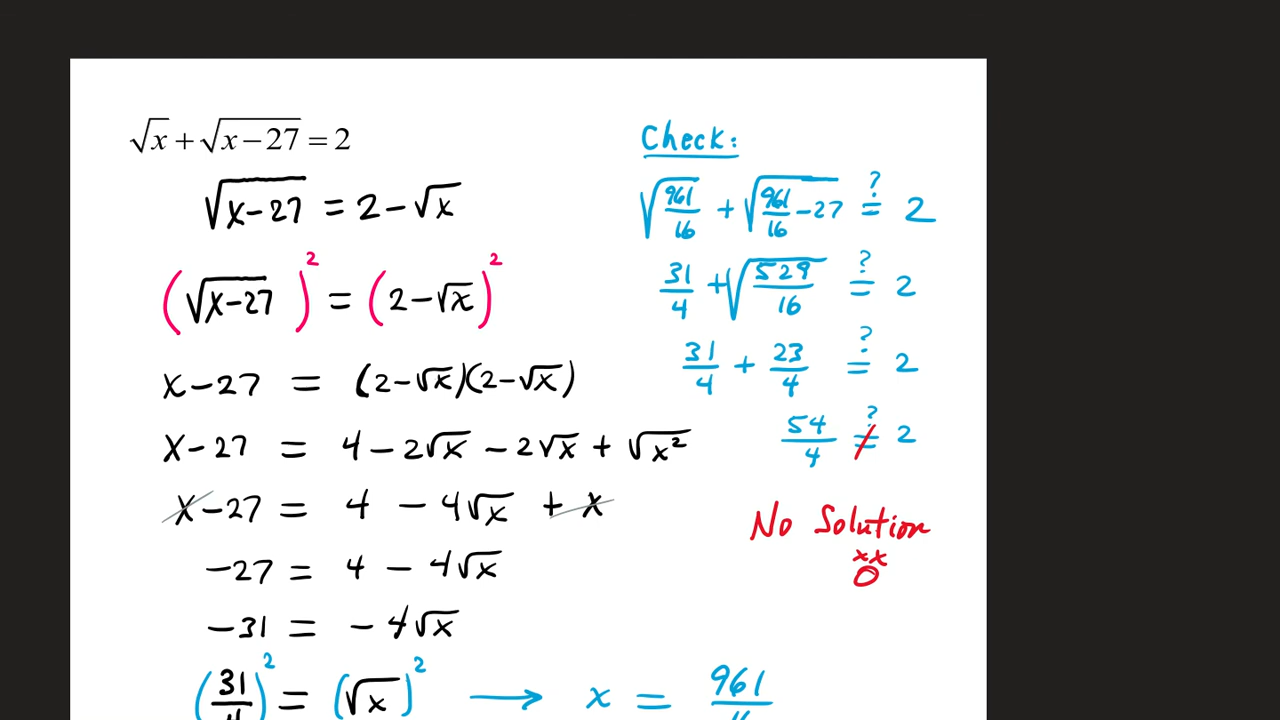 √x + √(x−27) = 2
√(x−27) = 2 − √x
(√(x−27))² = (2 − √x)²
x − 27 = (2 − √x)(2 − √x)
x − 27 = 4 − 2√x − 2√x + √x²
x − 27 = 4 − 4√x + x
−27 = 4 − 4√x
−31 = −4√x
(31/4)² = (√x)² → x = 961/16
Check:
√(961/16) + √(961/16 − 27) ≟ 2
31/4 + √(529/16) ≟ 2
31/4 + 23/4 ≟ 2
54/4 ≠? 2
No Solution
xx
O